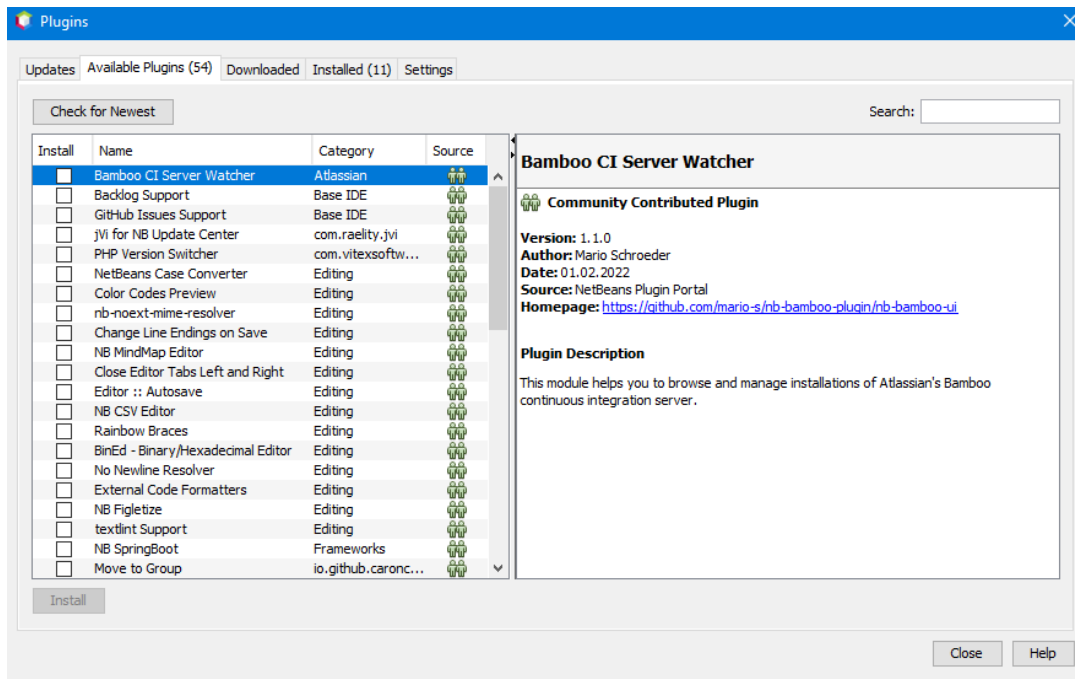 Plugins
Updates Available Plugins (54) Downloaded Installed (11) Settings
Check for Newest Search:
Install Name Category Source
Bamboo CI Server Watcher Atlassian
Backlog Support Base IDE
GitHub Issues Support Base IDE
jVi for NB Update Center com.raelity.jvi
PHP Version Switcher com.vitexsoftw...
NetBeans Case Converter Editing
Color Codes Preview Editing
nb-noext-mime-resolver Editing
Change Line Endings on Save Editing
NB MindMap Editor Editing
Close Editor Tabs Left and Right Editing
Editor :: Autosave Editing
NB CSV Editor Editing
Rainbow Braces Editing
BinEd - Binary/Hexadecimal Editor Editing
No Newline Resolver Editing
External Code Formatters Editing
NB Figletize Editing
textlint Support Editing
NB SpringBoot Frameworks
Move to Group io.github.caronc...
Bamboo CI Server Watcher
Community Contributed Plugin
Version: 1.1.0
Author: Mario Schroeder
Date: 01.02.2022
Source: NetBeans Plugin Portal
Homepage: https://github.com/mario-s/nb-bamboo-plugin/nb-bamboo-ui
Plugin Description
This module helps you to browse and manage installations of Atlassian's Bamboo
continuous integration server.
Install
Close Help